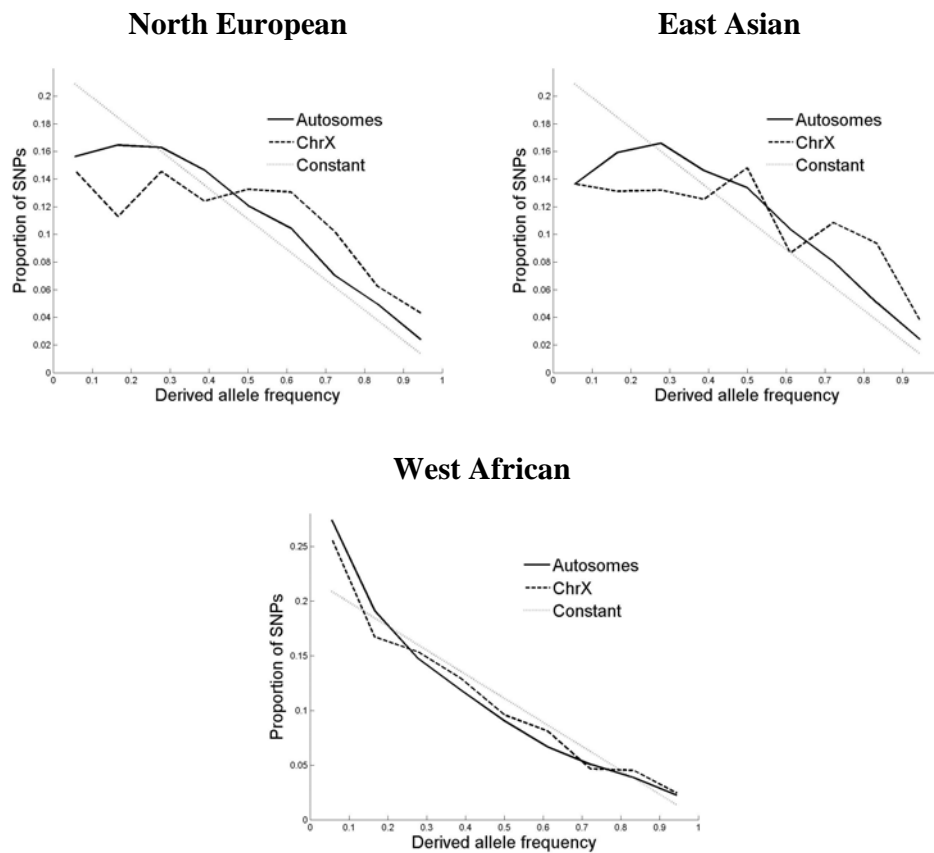 North European
East Asian
0.2
0.18
0.16
0.14
0.12
0.1
0.08
0.06
0.04
0.02
0
Proportion of SNPs
Autosomes
ChrX
Constant
0 0.1 0.2 0.3 0.4 0.5 0.6 0.7 0.8 0.9 1
Derived allele frequency
0.2
0.18
0.16
0.14
0.12
0.1
0.08
0.06
0.04
0.02
0
Proportion of SNPs
Autosomes
ChrX
Constant
0 0.1 0.2 0.3 0.4 0.5 0.6 0.7 0.8 0.9
Derived allele frequency
West African
0.25
0.2
0.15
0.1
0.05
0
Proportion of SNPs
Autosomes
ChrX
Constant
0 0.1 0.2 0.3 0.4 0.5 0.6 0.7 0.8 0.9 1
Derived allele frequency